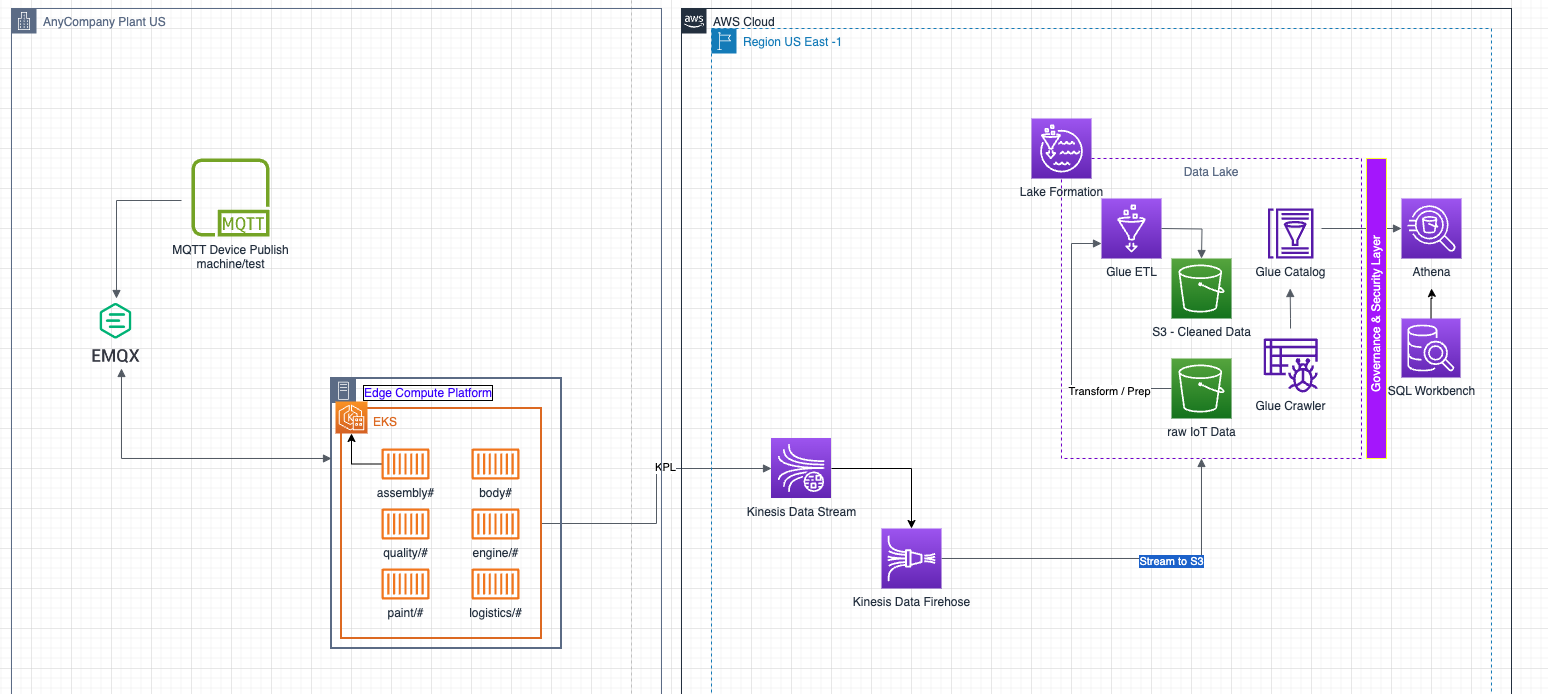 AnyCompany Plant US
aws
AWS Cloud
Region US East -1
Lake Formation
Data Lake
MQTT
MQTT Device Publish
machine/test
Glue ETL
Glue Catalog
Athena
EMQX
S3 - Cleaned Data
Governance & Security Layer
Edge Compute Platform
Transform / Prep
Glue Crawler
SQL Workbench
EKS
raw IoT Data
assembly#
body#
KPL
Kinesis Data Stream
quality/#
engine/#
Stream to S3
paint/#
logistics/#
Kinesis Data Firehose